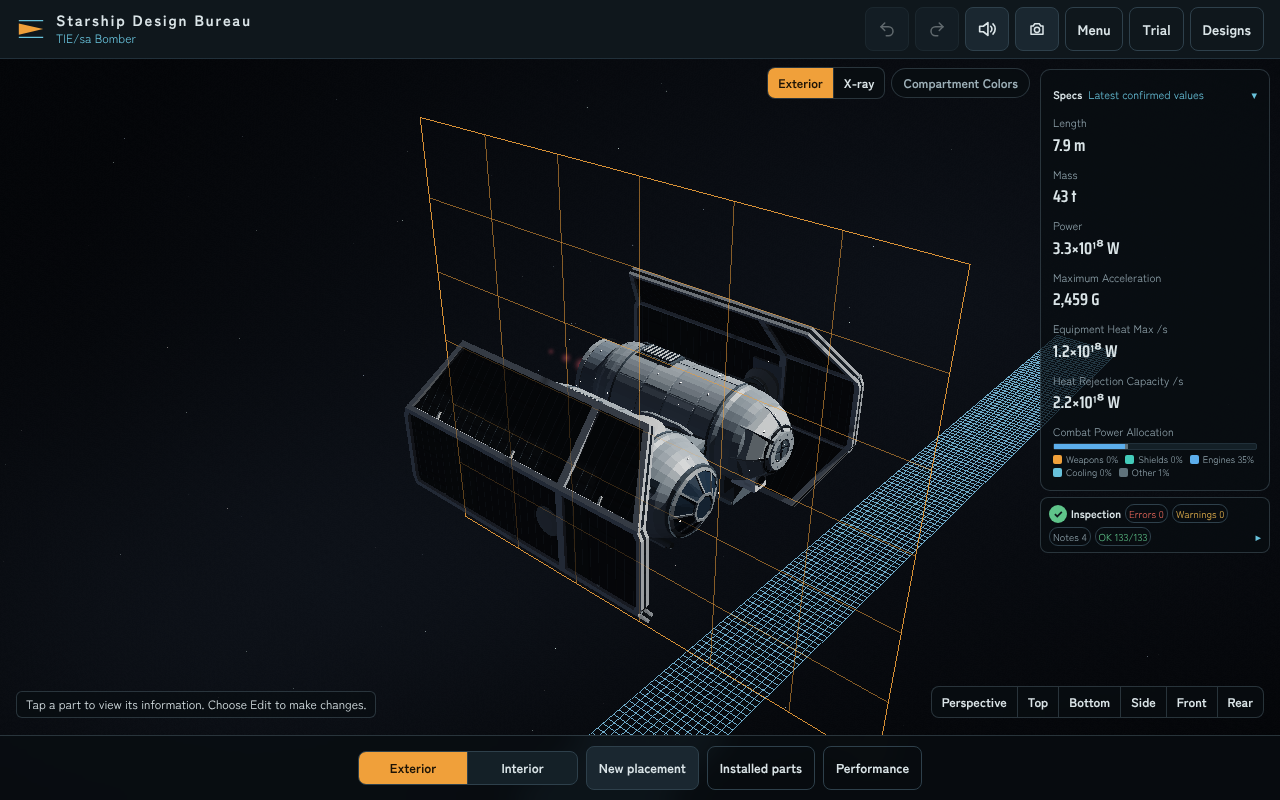 Starship Design Bureau
TIE/sa Bomber
Menu
Trial
Designs
Exterior
X-ray
Compartment Colors
Specs Latest confirmed values
Length
7.9 m
Mass
43 t
Power
3.3×10¹⁸ W
Maximum Acceleration
2,459 G
Equipment Heat Max /s
1.2×10¹⁸ W
Heat Rejection Capacity /s
2.2×10¹⁸ W
Combat Power Allocation
Weapons 0% Shields 0% Engines 35%
Cooling 0% Other 1%
Inspection Errors 0 Warnings 0
Notes 4 OK 133/133
Tap a part to view its information. Choose Edit to make changes.
Perspective Top Bottom Side Front Rear
Exterior Interior New placement Installed parts Performance